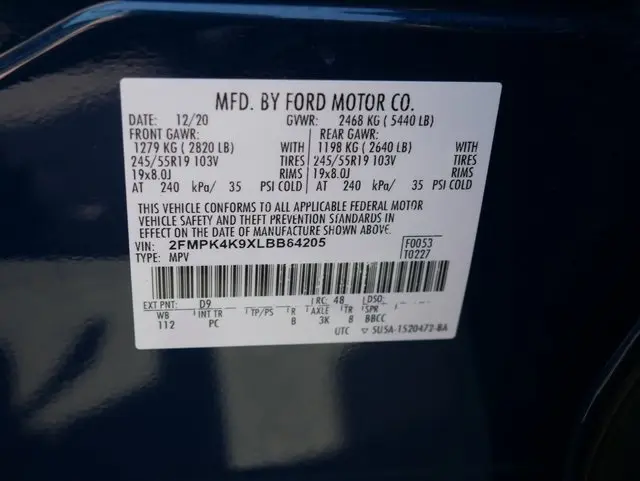 MFD. BY FORD MOTOR CO.
DATE: 12/20 GVWR: 2468 KG (5440 LB)
FRONT GAWR: REAR GAWR:
1279 KG (2820 LB) WITH 1198 KG (2640 LB) WITH
245/55R19 103V TIRES 245/55R19 103V TIRES
19x8.0J RIMS 19x8.0J RIMS
AT 240 kPa/ 35 PSI COLD AT 240 kPa/ 35 PSI COLD
THIS VEHICLE CONFORMS TO ALL APPLICABLE FEDERAL MOTOR
VEHICLE SAFETY AND THEFT PREVENTION STANDARDS IN
EFFECT ON THE DATE OF MANUFACTURE SHOWN ABOVE.
VIN: 2FMPK4K9XLBB64205 F0053
TYPE: MPV T0227
EXT PNT: D9 RC: 48 DSO:
WB INT TR TP/PS R AXLE TR SPR
112 PC B 3K 8 BBCC
UTC 5U5A-1520472-BA